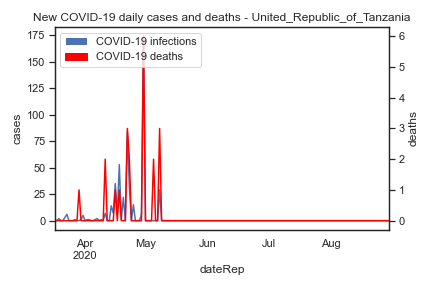 New COVID-19 daily cases and deaths - United_Republic_of_Tanzania
COVID-19 infections
COVID-19 deaths
175
150
125
100
75
50
25
0
cases
6
5
4
3
2
1
0
deaths
Apr
2020
May
Jun
Jul
Aug
dateRep